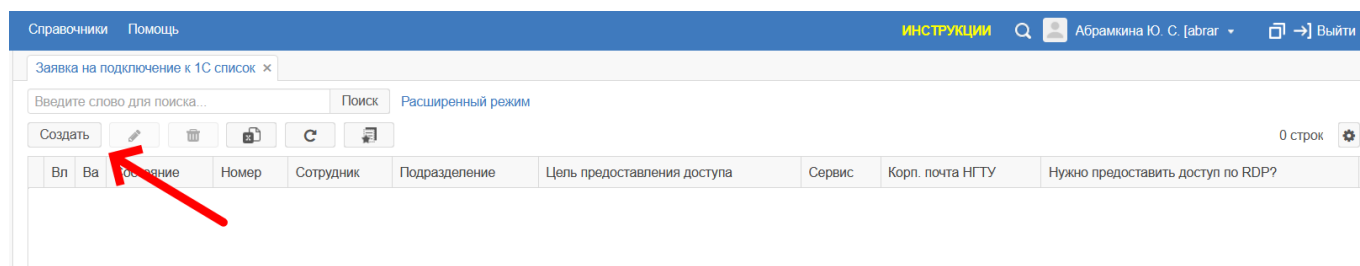 Справочники Помощь ИНСТРУКЦИИ Абрамкина Ю. С. [abrar Выйти
Заявка на подключение к 1С список ×
Введите слово для поиска... Поиск Расширенный режим
Создать 0 строк
Вл Ва Состояние Номер Сотрудник Подразделение Цель предоставления доступа Сервис Корп. почта НГТУ Нужно предоставить доступ по RDP?